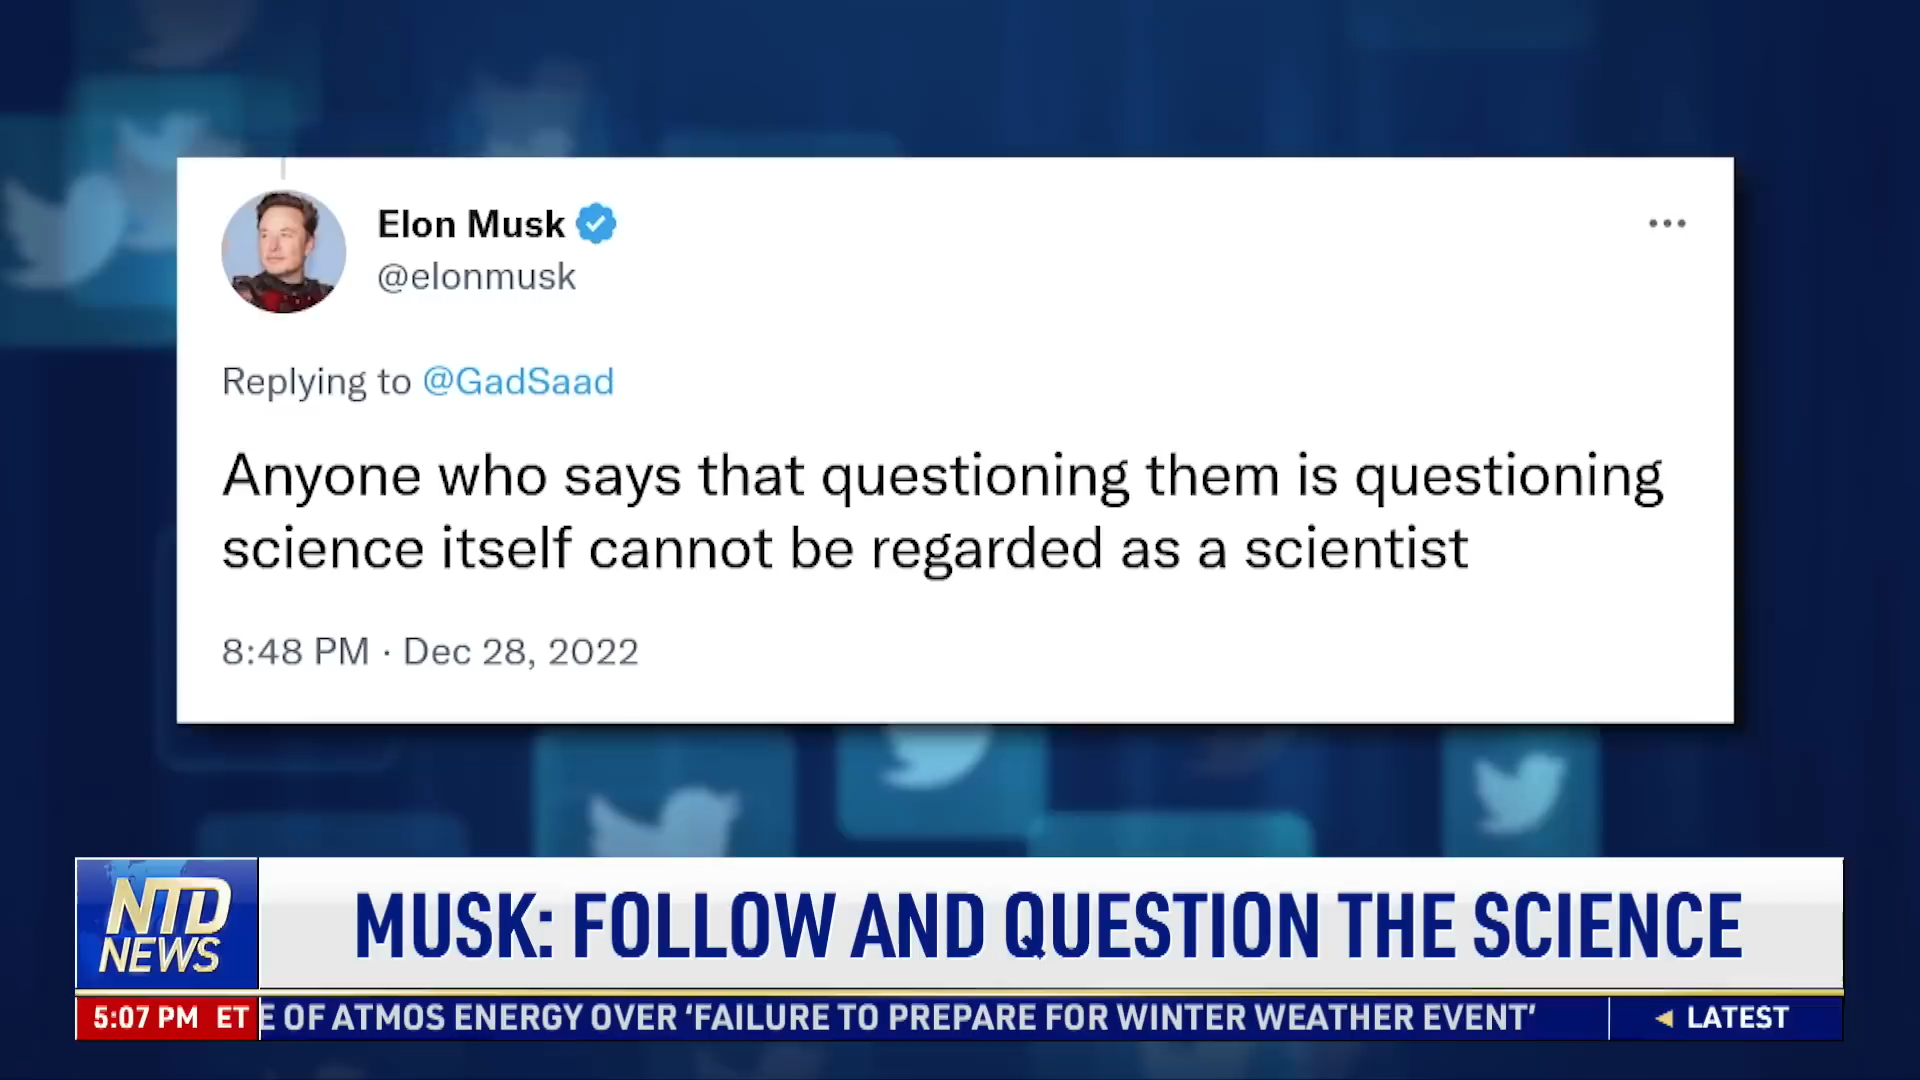 Elon Musk
@elonmusk
Replying to @GadSaad
Anyone who says that questioning them is questioning
science itself cannot be regarded as a scientist
8:48 PM · Dec 28, 2022
NTD
NEWS
MUSK: FOLLOW AND QUESTION THE SCIENCE
5:07 PM ET
E OF ATMOS ENERGY OVER ‘FAILURE TO PREPARE FOR WINTER WEATHER EVENT’
LATEST